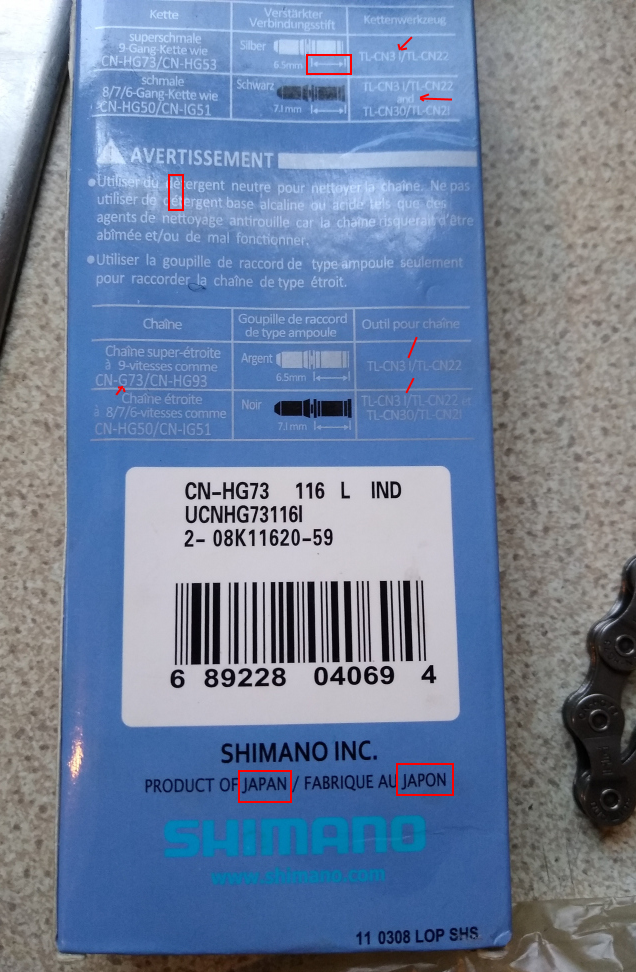 Kette Verstärkter Verbindungsstift Kettenwerkzeug
superschmale
9-Gang-Kette wie
CN-HG73/CN-HG53
Silber
6.5mm
TL-CN3 I/TL-CN22
schmale
8/7/6-Gang-Kette wie
CN-HG50/CN-IG51
Schwarz
7.1mm
TL-CN3 I/TL-CN22
and
TL-CN30/TL-CN2I
AVERTISSEMENT
●Utiliser du détergent neutre pour nettoyer la chaîne. Ne pas
utiliser de détergent base alcaline ou acide tels que des
agents de nettoyage antirouille car la chaîne risquerait d'être
abîmée et/ou de mal fonctionner.
●Utiliser la goupille de raccord de type ampoule seulement
pour raccorder la chaîne de type étroit.
Chaîne Goupille de raccord de type ampoule Outil pour chaîne
Chaîne super-étroite
à 9-vitesses comme
CN-G73/CN-HG93
Argent
6.5mm
TL-CN3 I/TL-CN22
Chaîne étroite
à 8/7/6-vitesses comme
CN-HG50/CN-IG51
Noir
7.1mm
TL-CN3 I/TL-CN22 et
TL-CN30/TL-CN2I
CN-HG73 116 L IND
UCNHG73116I
2- 08K11620-59
6 89228 04069 4
SHIMANO INC.
PRODUCT OF JAPAN / FABRIQUE AU JAPON
SHIMANO
www.shimano.com
11 0308 LOP SHS